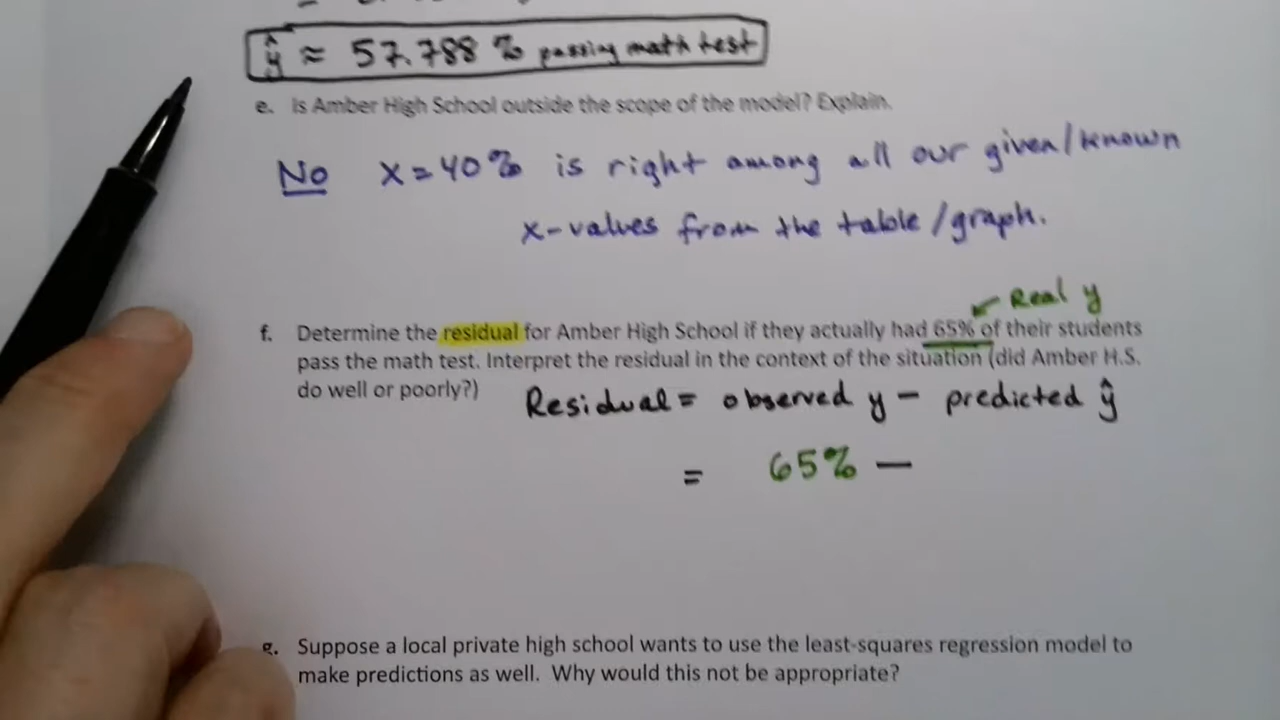 ŷ ≈ 57.788 % passing math test
e. Is Amber High School outside the scope of the model? Explain.
No x = 40% is right among all our given/known
x-values from the table/graph.
Real y
f. Determine the residual for Amber High School if they actually had 65% of their students
pass the math test. Interpret the residual in the context of the situation (did Amber H.S.
do well or poorly?)
Residual = observed y - predicted ŷ
= 65% -
g. Suppose a local private high school wants to use the least-squares regression model to
make predictions as well. Why would this not be appropriate?